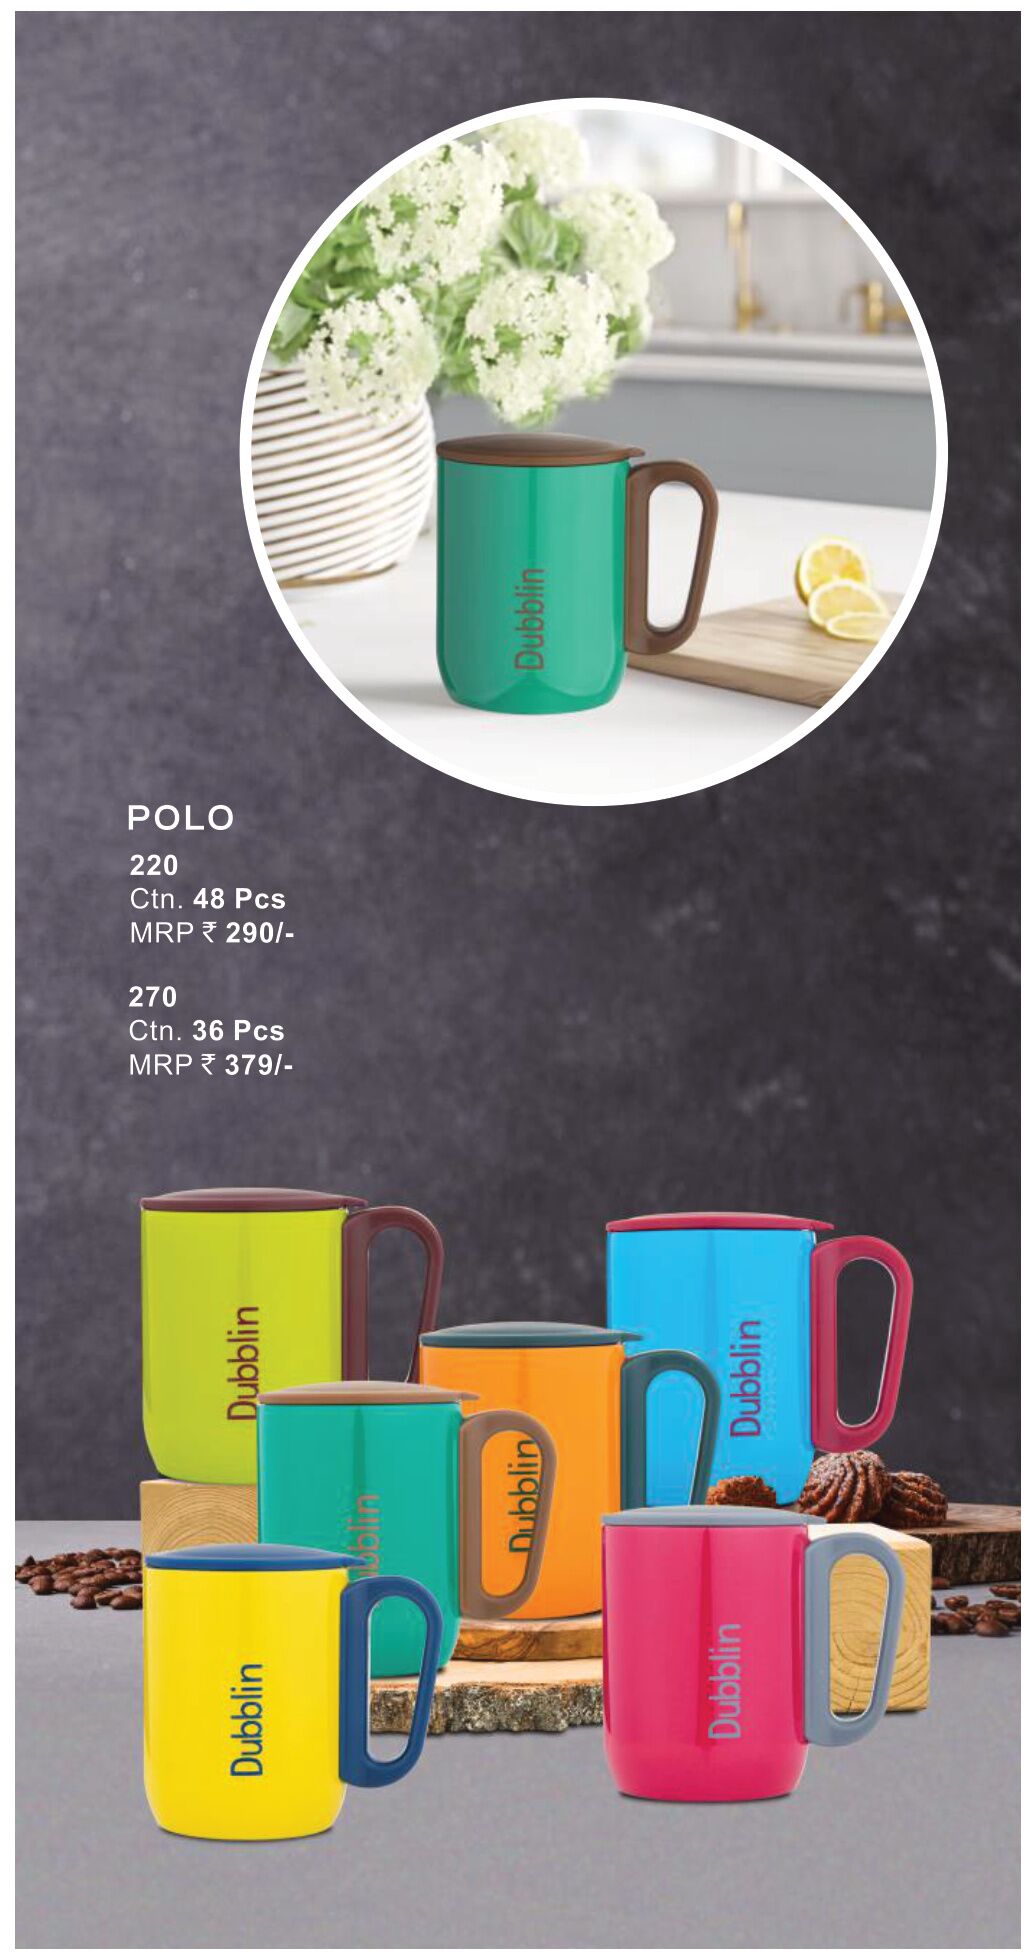 Dubblin
POLO
220
Ctn. 48 Pcs
MRP ₹ 290/-
270
Ctn. 36 Pcs
MRP ₹ 379/-
Dubblin
Dubblin
Dubblin
bblin
Dubblin
Dubblin